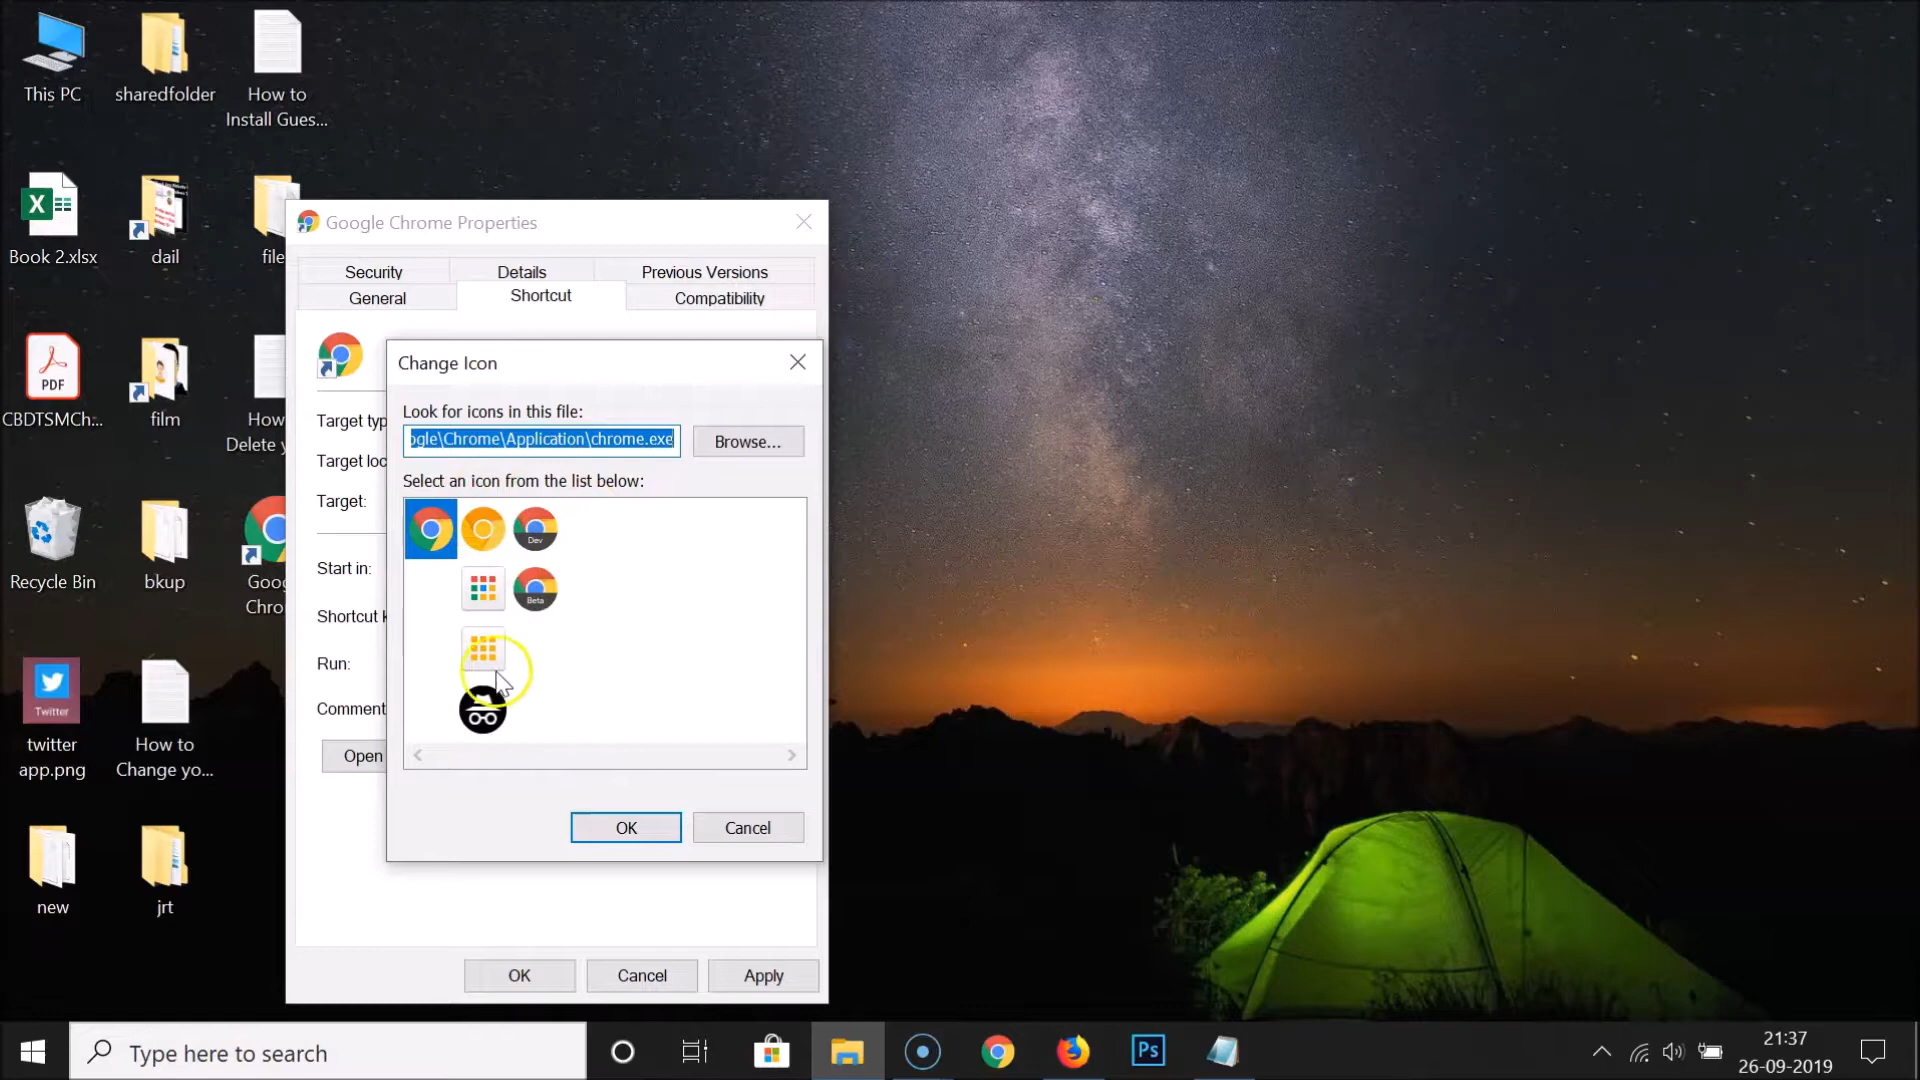 This PC
sharedfolder
How to
Install Gues...
Book 2.xlsx
dail
file
PDF
CBDTSMCh...
film
How
Delete y
Recycle Bin
bkup
Goog
Chro
Twitter
twitter
app.png
How to
Change yo...
new
jrt
Google Chrome Properties
Security
Details
Previous Versions
General
Shortcut
Compatibility
Target typ
Target loc
Target:
Start in:
Shortcut k
Run:
Comment
Open
OK
Cancel
Apply
Change Icon
Look for icons in this file:
ogle\Chrome\Application\chrome.exe
Browse...
Select an icon from the list below:
Dev
Beta
OK
Cancel
Type here to search
Ps
21:37
26-09-2019